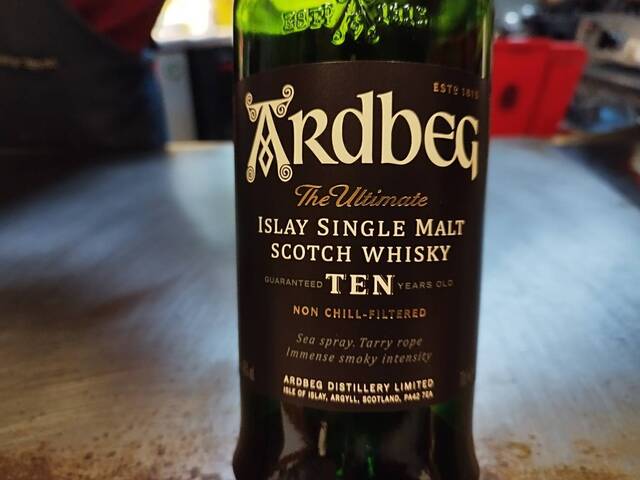 ESTD 1815
ARdbeg
The Ultimate
ISLAY SINGLE MALT
SCOTCH WHISKY
GUARANTEED TEN YEARS OLD
NON CHILL-FILTERED
Sea spray. Tarry rope
Immense smoky intensity
ARDBEG DISTILLERY LIMITED
ISLE OF ISLAY, ARGYLL, SCOTLAND, PA42 7EA